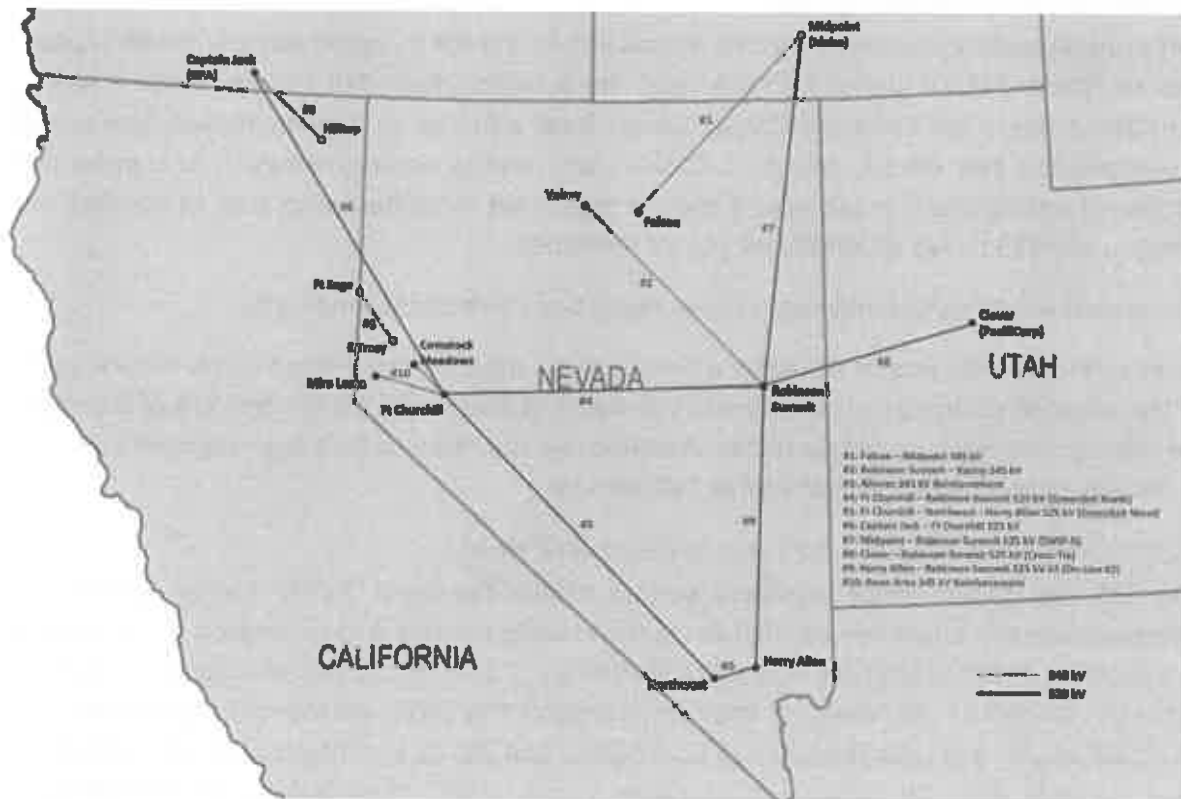 Captain Jack
(BPA)
Midpoint
(Idaho)
#3
Hilltop
#1
Valmy
Falcon
#6
#7
#2
Ft Sage
#3
Comstock
Meadows
#10
Mira Loma
Ft Churchill
NEVADA
#4
Robinson
Summit
#8
Clover
(PacifiCorp)
UTAH
#5
#9
#1: Falcon - Midpoint 345 kV
#2: Robinson Summit - Valmy 345 kV
#4: Ft Churchill - Robinson Summit 525 kV (Greenlink North)
#5: Ft Churchill - Northwest - Harry Allen 525 kV (Greenlink West)
#6: Captain Jack - Ft Churchill 525 kV
#7: Midpoint - Robinson Summit 525 kV (SWIP-N)
#8: Clover - Robinson Summit 525 kV (Cross-Tie)
#9: Harry Allen - Robinson Summit 525 kV
CALIFORNIA
#5
Harry Allen
Northwest
345 kV
525 kV